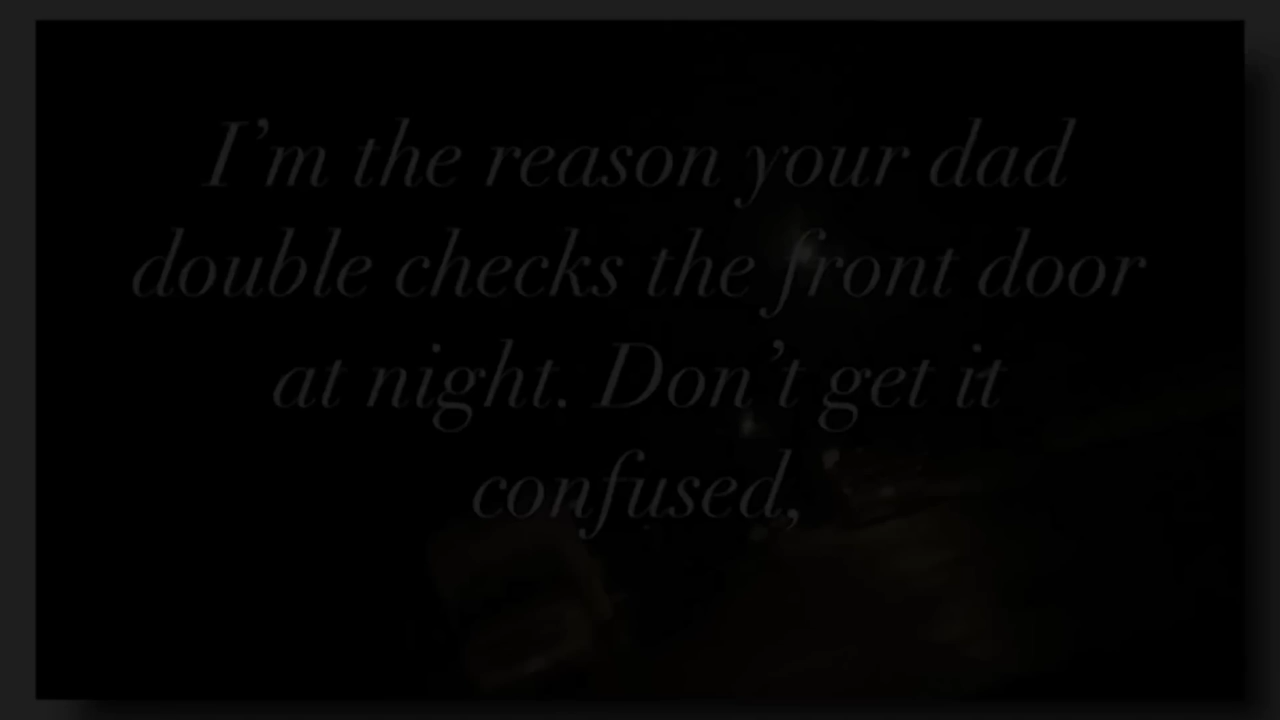 I’m the reason your dad
double checks the front door
at night. Don’t get it
confused,